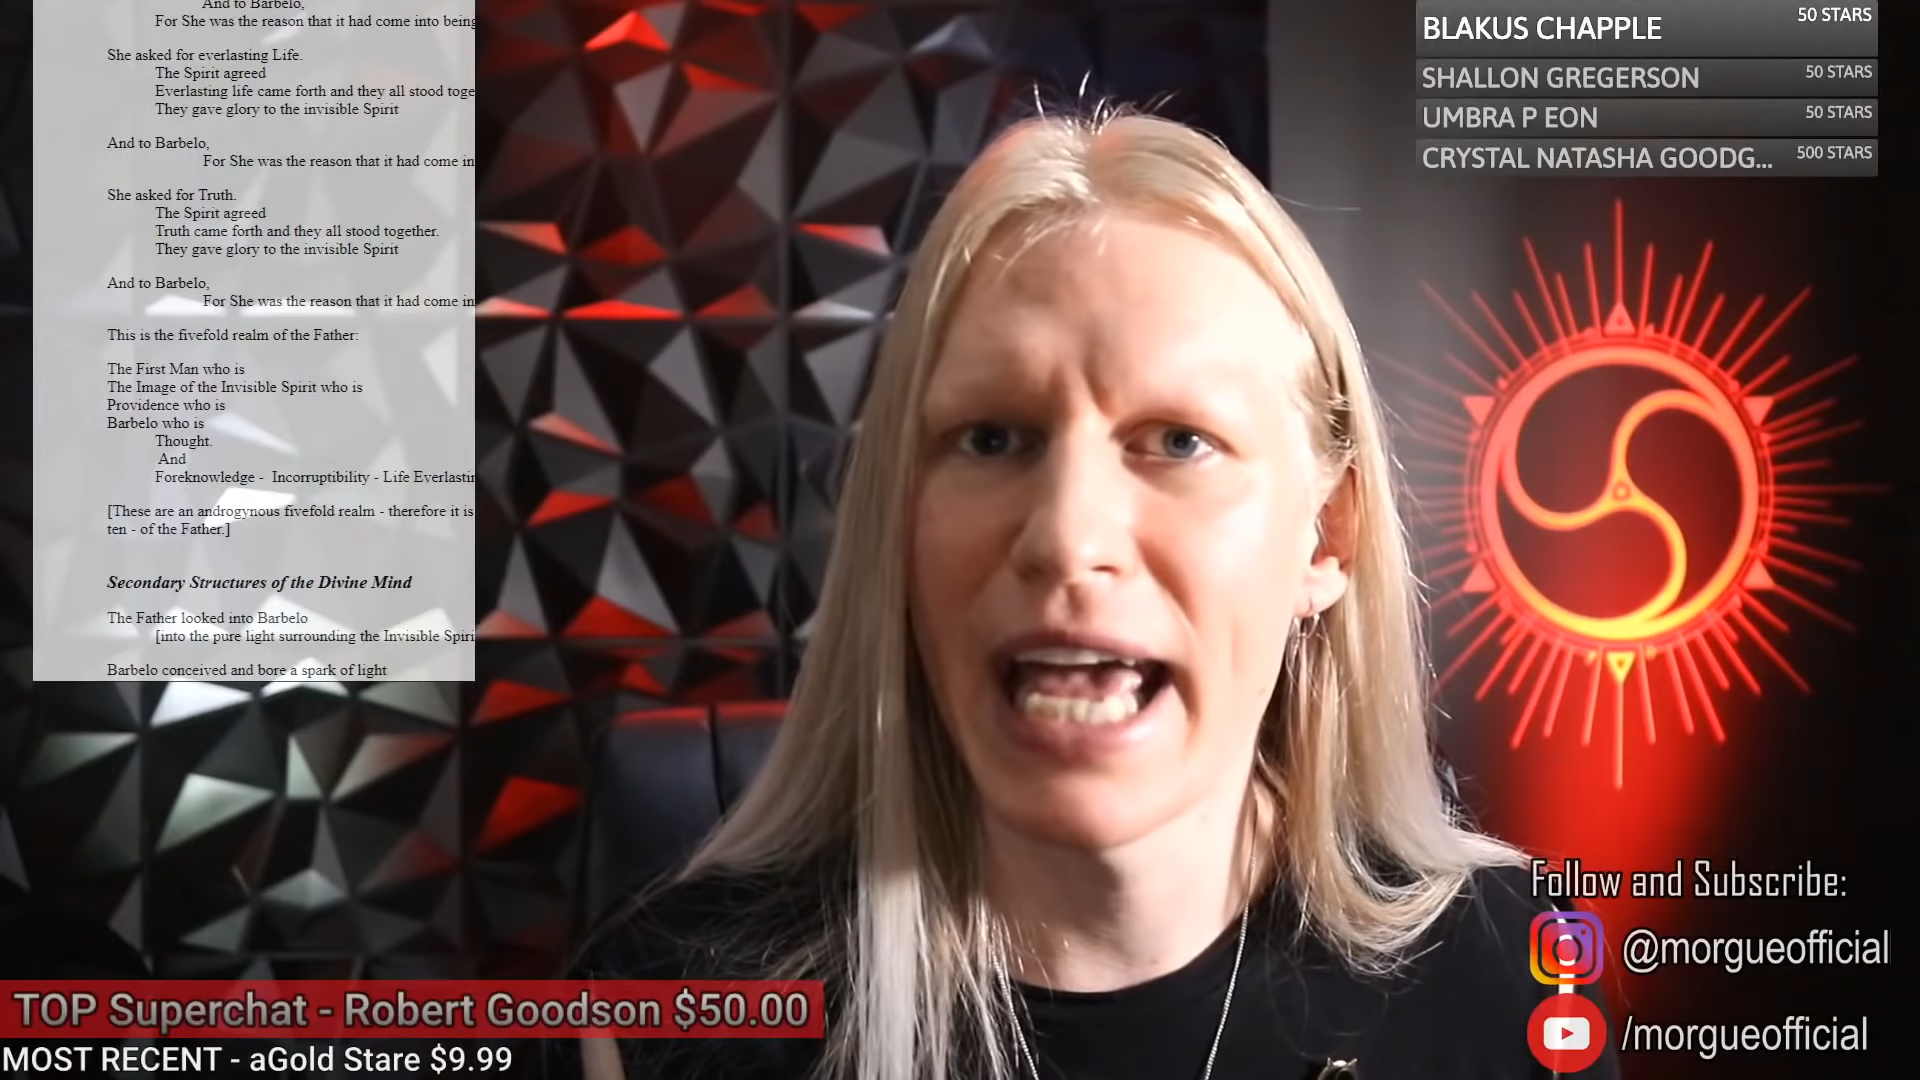 And to Barbelo,
For She was the reason that it had come into being
She asked for everlasting Life.
The Spirit agreed
Everlasting life came forth and they all stood toge
They gave glory to the invisible Spirit
And to Barbelo,
For She was the reason that it had come in
She asked for Truth.
The Spirit agreed
Truth came forth and they all stood together.
They gave glory to the invisible Spirit
And to Barbelo,
For She was the reason that it had come in
This is the fivefold realm of the Father:
The First Man who is
The Image of the Invisible Spirit who is
Providence who is
Barbelo who is
Thought.
And
Foreknowledge - Incorruptibility - Life Everlastin
[These are an androgynous fivefold realm - therefore it is
ten - of the Father.]
Secondary Structures of the Divine Mind
The Father looked into Barbelo
[into the pure light surrounding the Invisible Spiri
Barbelo conceived and bore a spark of light
BLAKUS CHAPPLE 50 STARS
SHALLON GREGERSON 50 STARS
UMBRA P EON 50 STARS
CRYSTAL NATASHA GOODG... 500 STARS
Follow and Subscribe:
@morgueofficial
/morgueofficial
TOP Superchat - Robert Goodson $50.00
MOST RECENT - aGold Stare $9.99